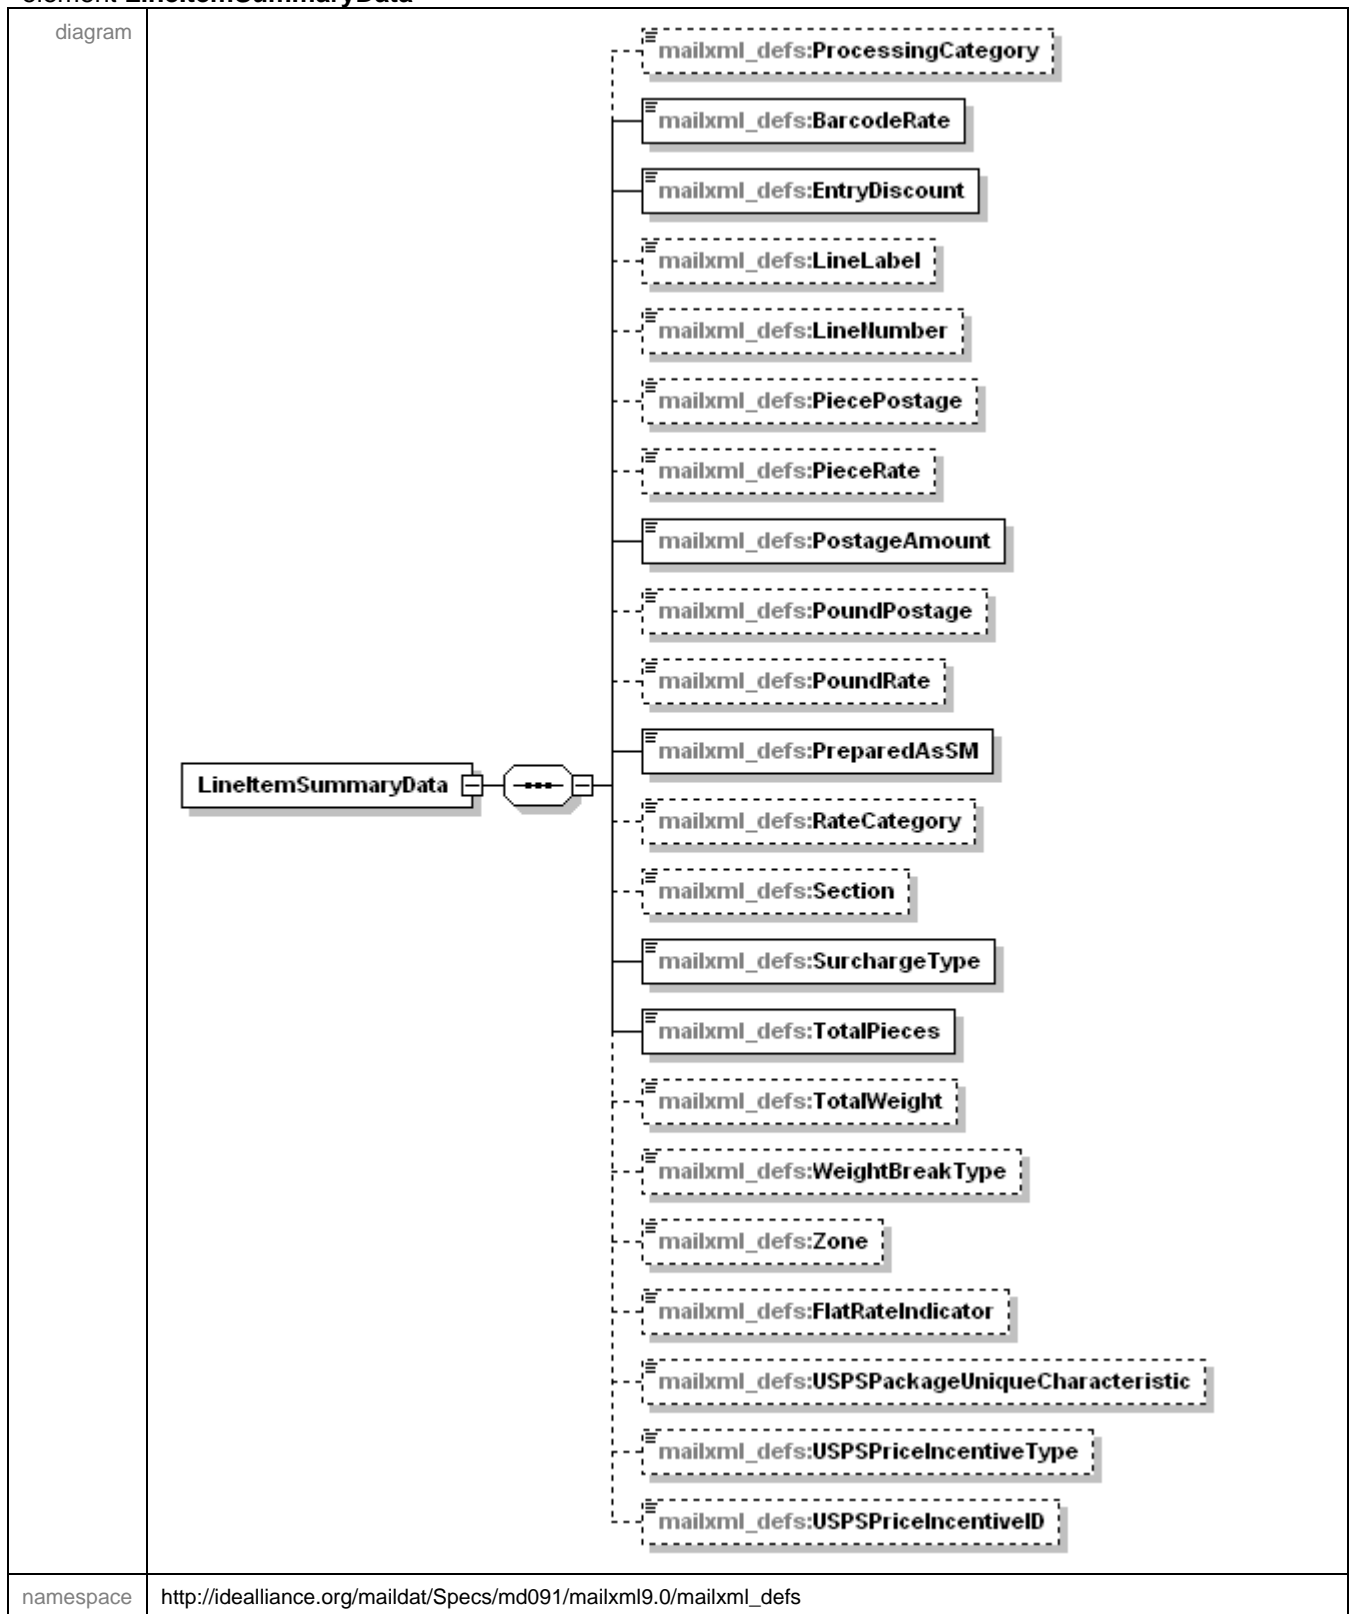 element LineItemSummaryData
diagram
mailxml_defs:ProcessingCategory
mailxml_defs:BarcodeRate
mailxml_defs:EntryDiscount
mailxml_defs:LineLabel
mailxml_defs:LineNumber
mailxml_defs:PiecePostage
mailxml_defs:PieceRate
mailxml_defs:PostageAmount
mailxml_defs:PoundPostage
mailxml_defs:PoundRate
mailxml_defs:PreparedAsSM
LineItemSummaryData
mailxml_defs:RateCategory
mailxml_defs:Section
mailxml_defs:SurchargeType
mailxml_defs:TotalPieces
mailxml_defs:TotalWeight
mailxml_defs:WeightBreakType
mailxml_defs:Zone
mailxml_defs:FlatRateIndicator
mailxml_defs:USPSPackageUniqueCharacteristic
mailxml_defs:USPSPriceIncentiveType
mailxml_defs:USPSPriceIncentiveID
namespace http://idealliance.org/maildat/Specs/md091/mailxml9.0/mailxml_defs